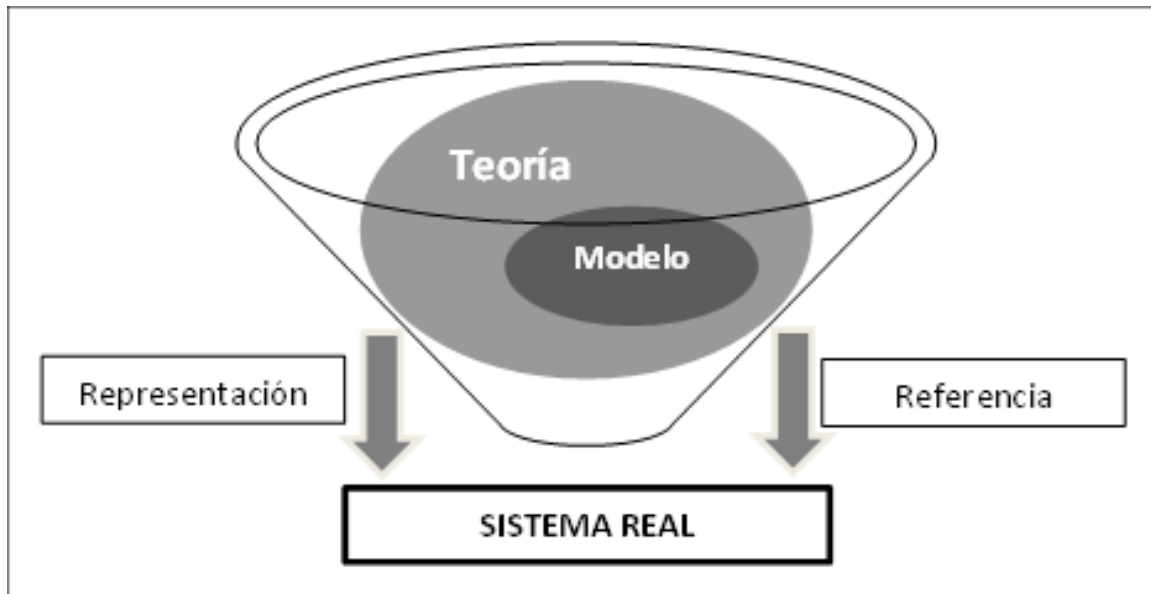 Teoría
Modelo
Representación
Referencia
SISTEMA REAL